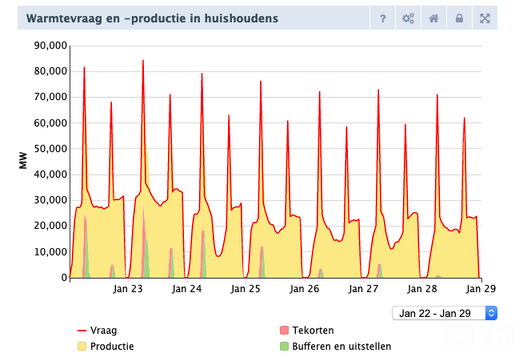 Warmtevraag en -productie in huishoudens
?
90,000
80,000
70,000
60,000
50,000
40,000
30,000
20,000
10,000
0
MW
Jan 23 Jan 24 Jan 25 Jan 26 Jan 27 Jan 28 Jan 29
Jan 22 - Jan 29
Vraag Tekorten
Productie Bufferen en uitstellen